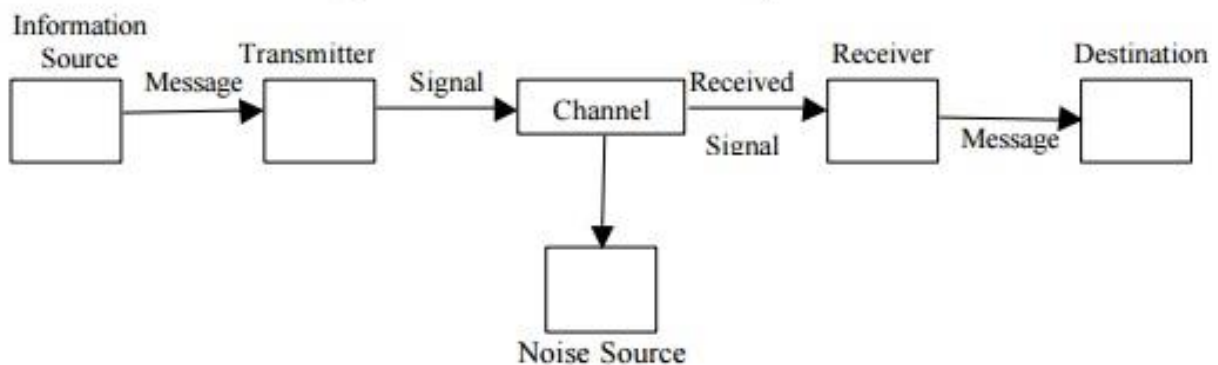 Information
Source
Message
Transmitter
Signal
Channel
Received
Signal
Receiver
Message
Destination
Noise Source